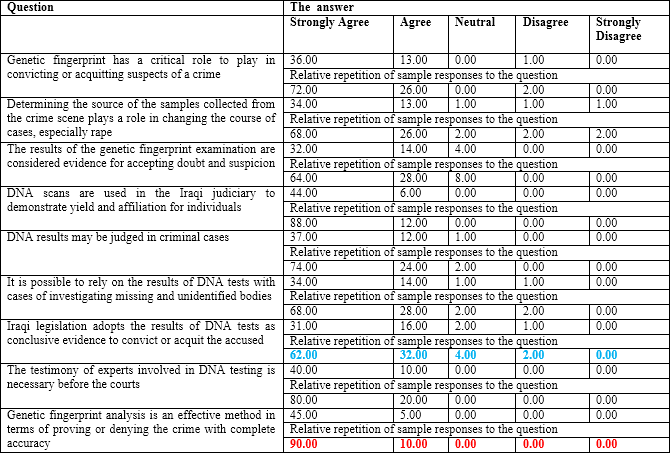 Question The answer
Strongly Agree Agree Neutral Disagree Strongly
Disagree
Genetic fingerprint has a critical role to play in 36.00 13.00 0.00 1.00 0.00
convicting or acquitting suspects of a crime Relative repetition of sample responses to the question
72.00 26.00 0.00 2.00 0.00
Determining the source of the samples collected from 34.00 13.00 1.00 1.00 1.00
the crime scene plays a role in changing the course of Relative repetition of sample responses to the question
cases, especially rape 68.00 26.00 2.00 2.00 2.00
The results of the genetic fingerprint examination are 32.00 14.00 4.00 0.00 0.00
considered evidence for accepting doubt and suspicion Relative repetition of sample responses to the question
64.00 28.00 8.00 0.00 0.00
DNA scans are used in the Iraqi judiciary to 44.00 6.00 0.00 0.00 0.00
demonstrate yield and affiliation for individuals Relative repetition of sample responses to the question
88.00 12.00 0.00 0.00 0.00
DNA results may be judged in criminal cases 37.00 12.00 1.00 0.00 0.00
Relative repetition of sample responses to the question
74.00 24.00 2.00 0.00 0.00
It is possible to rely on the results of DNA tests with 34.00 14.00 1.00 1.00 0.00
cases of investigating missing and unidentified bodies Relative repetition of sample responses to the question
68.00 28.00 2.00 2.00 0.00
Iraqi legislation adopts the results of DNA tests as 31.00 16.00 2.00 1.00 0.00
conclusive evidence to convict or acquit the accused Relative repetition of sample responses to the question
62.00 32.00 4.00 2.00 0.00
The testimony of experts involved in DNA testing is 40.00 10.00 0.00 0.00 0.00
necessary before the courts Relative repetition of sample responses to the question
80.00 20.00 0.00 0.00 0.00
Genetic fingerprint analysis is an effective method in 45.00 5.00 0.00 0.00 0.00
terms of proving or denying the crime with complete Relative repetition of sample responses to the question
accuracy 90.00 10.00 0.00 0.00 0.00